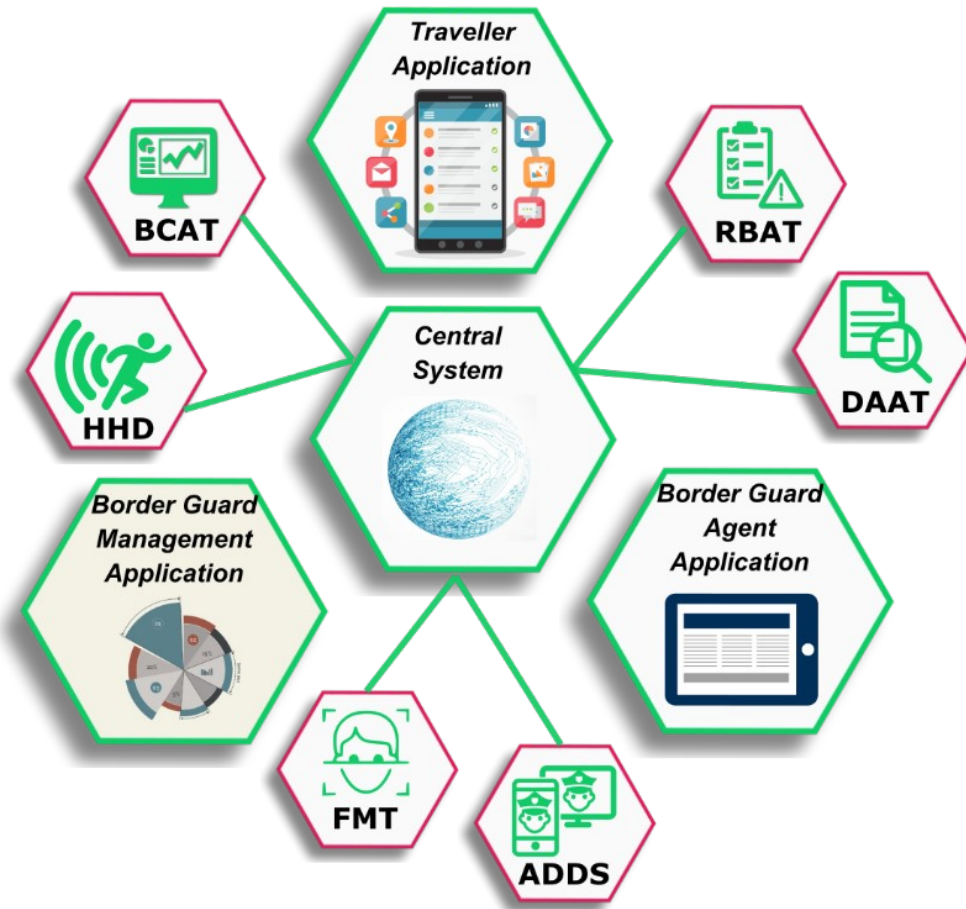 Traveller
Application
BCAT
RBAT
Central
System
HHD
DAAT
Border Guard
Management
Application
Border Guard
Agent
Application
FMT
ADDS